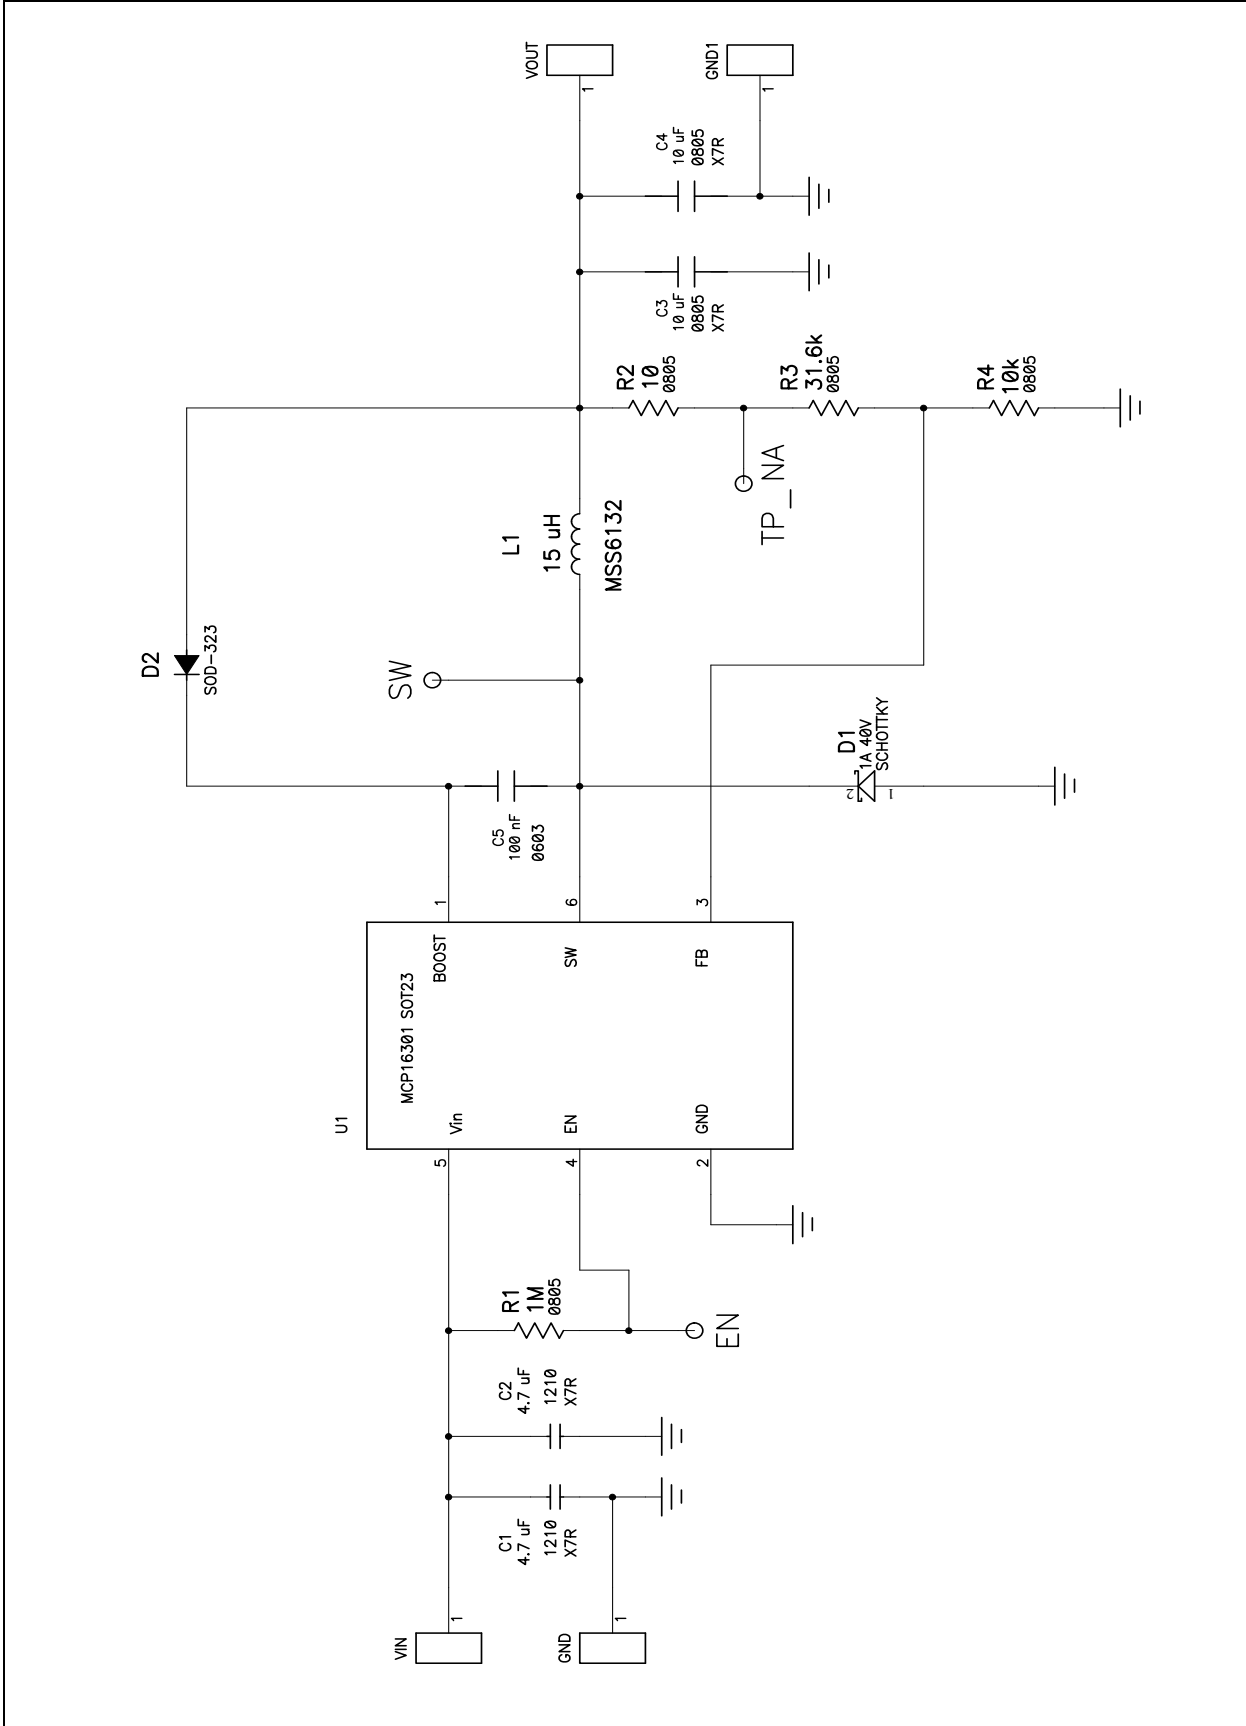 VIN
1
GND
1
C1
4.7 uF
1210
X7R
C2
4.7 uF
1210
X7R
R1
1M
0805
EN
U1
MCP16301 SOT23
5
Vin
4
EN
2
GND
BOOST
1
SW
6
FB
3
C5
100 nF
0603
D2
SOD-323
SW
D1
1A 40V
SCHOTTKY
2
1
L1
15 uH
MSS6132
TP_NA
R2
10
0805
R3
31.6k
0805
R4
10k
0805
C3
10 uF
0805
X7R
C4
10 uF
0805
X7R
VOUT
1
GND1
1